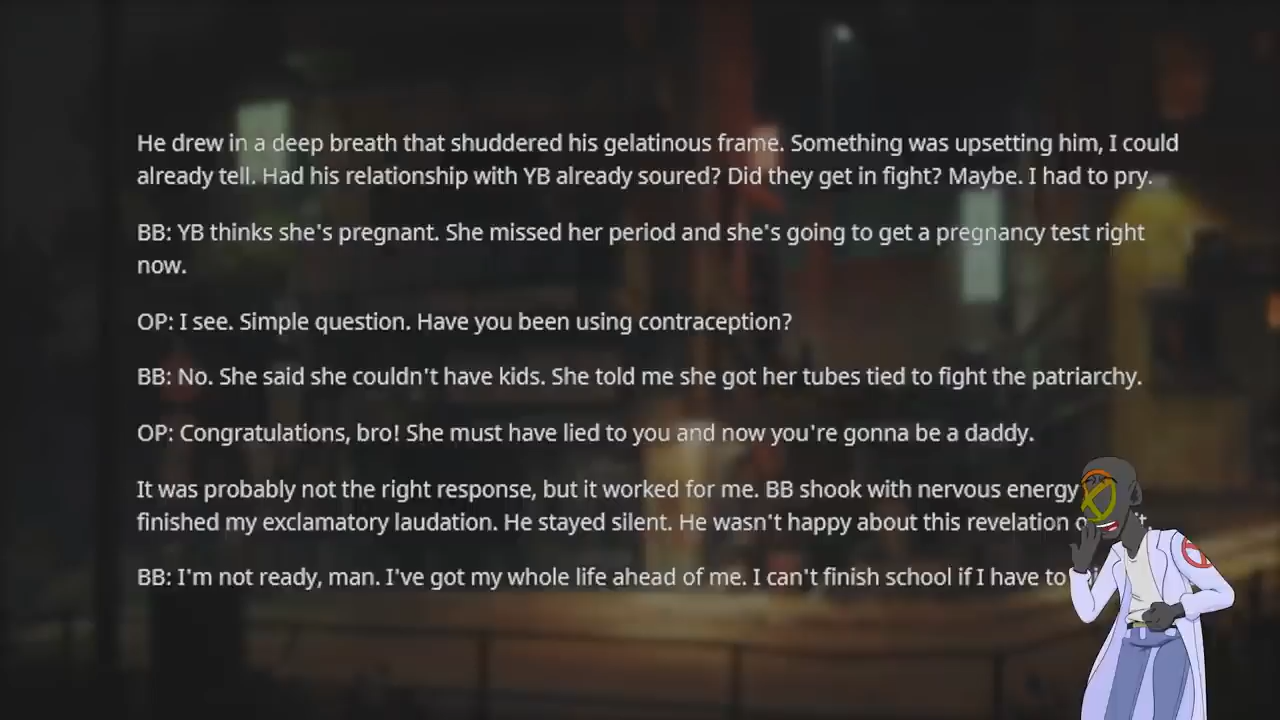 He drew in a deep breath that shuddered his gelatinous frame. Something was upsetting him, I could
already tell. Had his relationship with YB already soured? Did they get in fight? Maybe. I had to pry.
BB: YB thinks she's pregnant. She missed her period and she's going to get a pregnancy test right
now.
OP: I see. Simple question. Have you been using contraception?
BB: No. She said she couldn't have kids. She told me she got her tubes tied to fight the patriarchy.
OP: Congratulations, bro! She must have lied to you and now you're gonna be a daddy.
It was probably not the right response, but it worked for me. BB shook with nervous energy
finished my exclamatory laudation. He stayed silent. He wasn't happy about this revelation
BB: I'm not ready, man. I've got my whole life ahead of me. I can't finish school if I have to